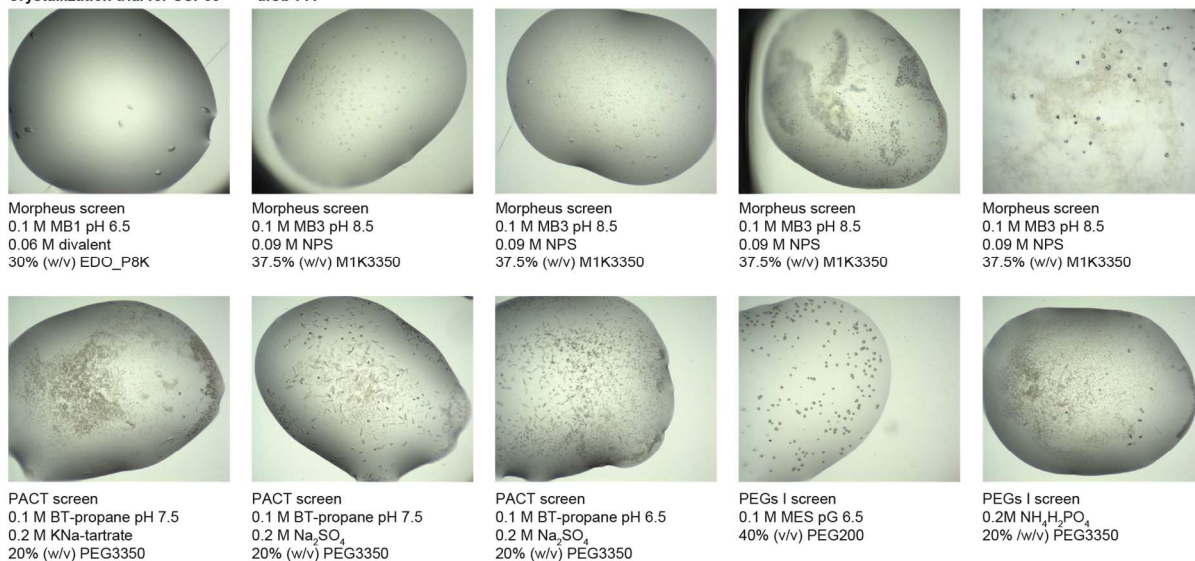 Morpheus screen
0.1 M MB1 pH 6.5
0.06 M divalent
30% (w/v) EDO_P8K
Morpheus screen
0.1 M MB3 pH 8.5
0.09 M NPS
37.5% (w/v) M1K3350
Morpheus screen
0.1 M MB3 pH 8.5
0.09 M NPS
37.5% (w/v) M1K3350
Morpheus screen
0.1 M MB3 pH 8.5
0.09 M NPS
37.5% (w/v) M1K3350
Morpheus screen
0.1 M MB3 pH 8.5
0.09 M NPS
37.5% (w/v) M1K3350
PACT screen
0.1 M BT-propane pH 7.5
0.2 M KNa-tartrate
20% (w/v) PEG3350
PACT screen
0.1 M BT-propane pH 7.5
0.2 M Na₂SO₄
20% (w/v) PEG3350
PACT screen
0.1 M BT-propane pH 6.5
0.2 M Na₂SO₄
20% (w/v) PEG3350
PEGs I screen
0.1 M MES pG 6.5
40% (v/v) PEG200
PEGs I screen
0.2M NH₄H₂PO₄
20% /w/v) PEG3350